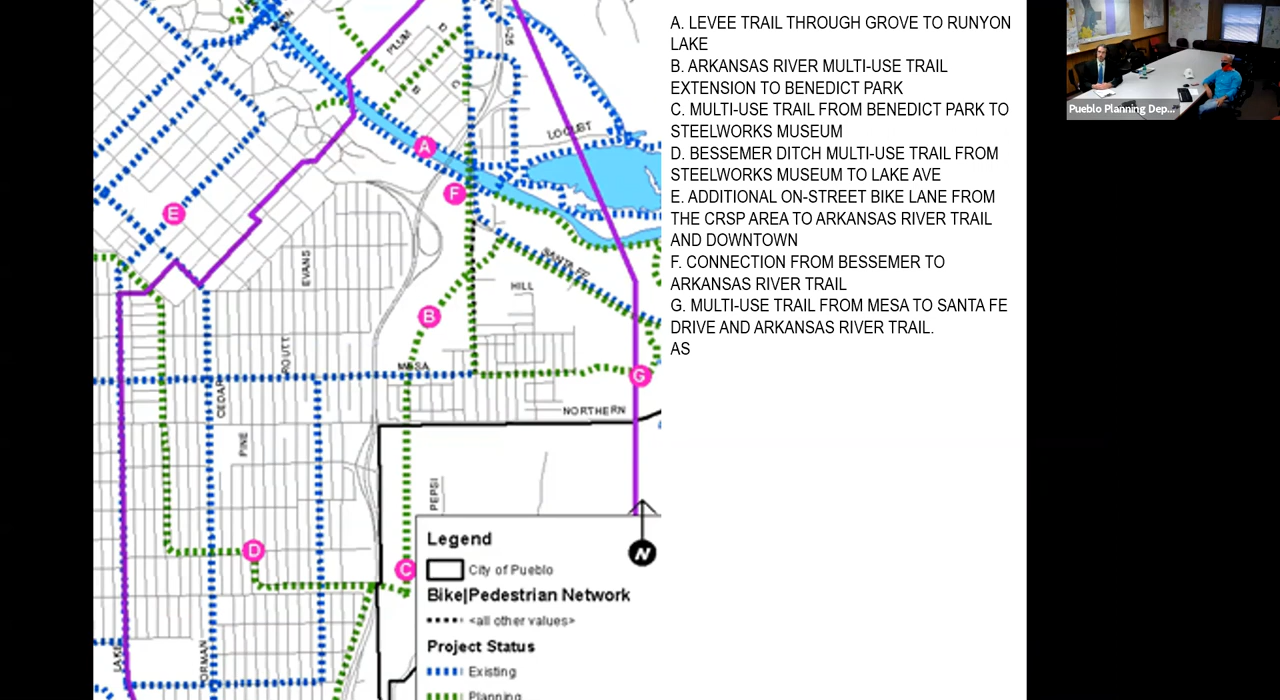 A. LEVEE TRAIL THROUGH GROVE TO RUNYON
LAKE
B. ARKANSAS RIVER MULTI-USE TRAIL
EXTENSION TO BENEDICT PARK
C. MULTI-USE TRAIL FROM BENEDICT PARK TO
STEELWORKS MUSEUM
D. BESSEMER DITCH MULTI-USE TRAIL FROM
STEELWORKS MUSEUM TO LAKE AVE
E. ADDITIONAL ON-STREET BIKE LANE FROM
THE CRSP AREA TO ARKANSAS RIVER TRAIL
AND DOWNTOWN
F. CONNECTION FROM BESSEMER TO
ARKANSAS RIVER TRAIL
G. MULTI-USE TRAIL FROM MESA TO SANTA FE
DRIVE AND ARKANSAS RIVER TRAIL.
AS
Pueblo Planning Dep...
PLUM
D
C
B
I-25
LOCUST
A
F
E
SANTA FE
EVANS
HILL
B
ROUTT
MESA
G
CEDAR
NORTHERN
PINE
PEPSI
D
C
N
LAKE
ORMAN
Legend
City of Pueblo
Bike|Pedestrian Network
<all other values>
Project Status
Existing
Planning